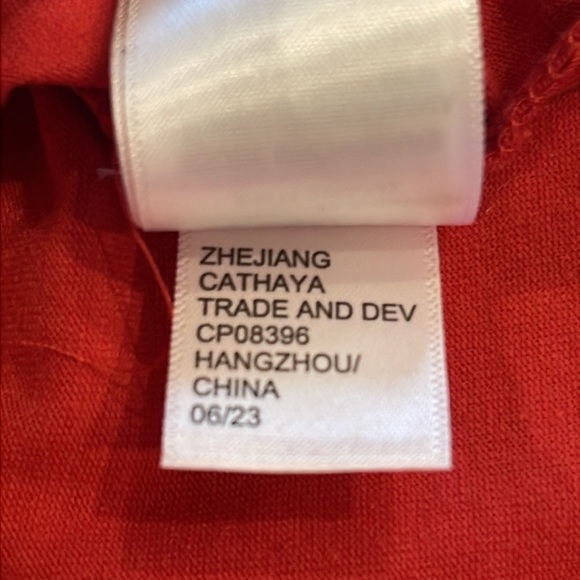 ZHEJIANG
CATHAYA
TRADE AND DEV
CP08396
HANGZHOU/
CHINA
06/23